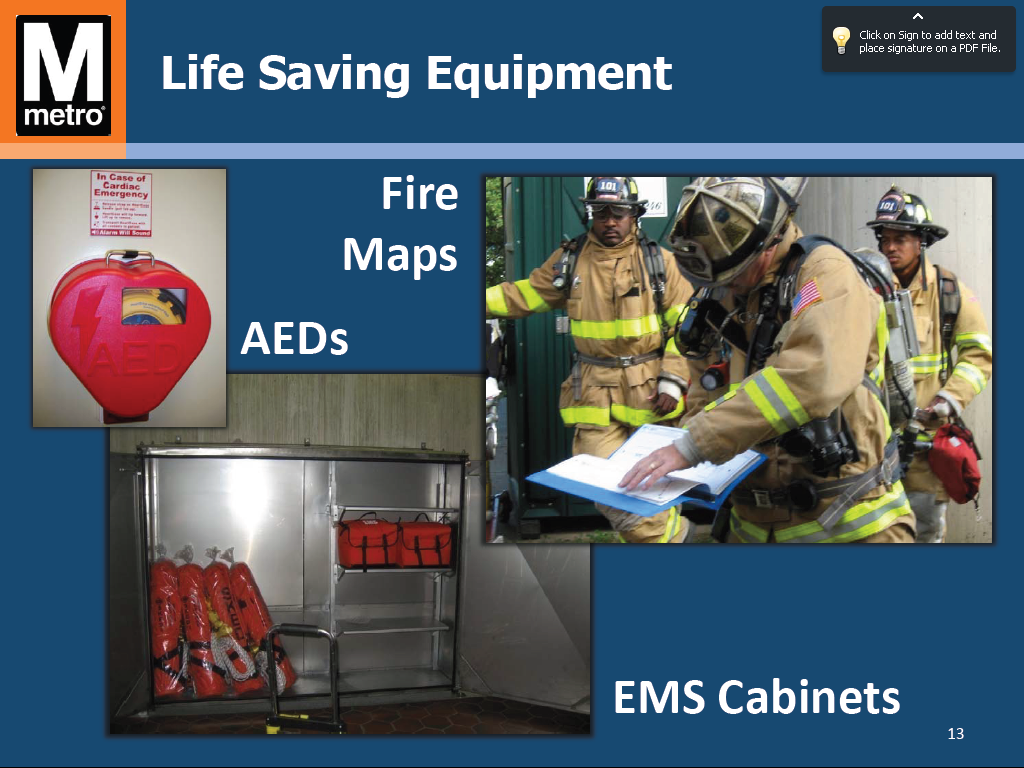 M
metro
Life Saving Equipment
Click on Sign to add text and
place signature on a PDF File.
In Case of
Cardiac
Emergency
Alarm Will Sound
AED
Fire
Maps
AEDs
101
46
101
EMS Cabinets
13